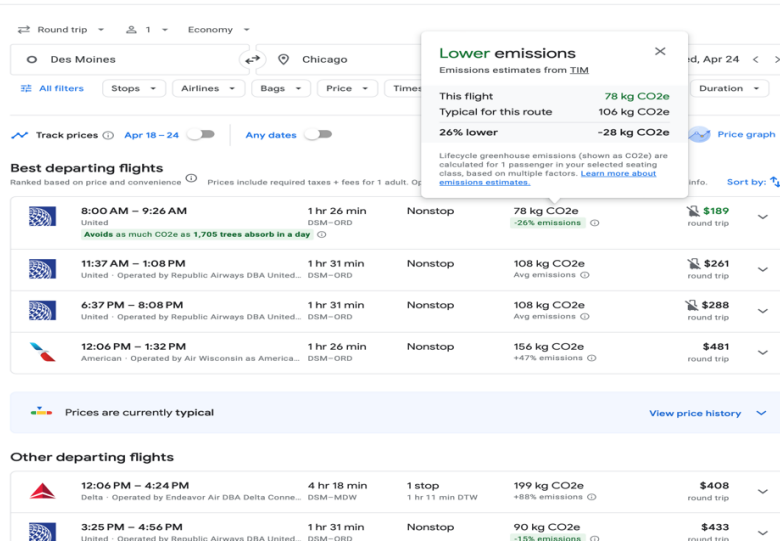 Round trip 1 Economy
Des Moines Chicago ed, Apr 24
All filters Stops Airlines Bags Price Times Duration
Lower emissions
Emissions estimates from TIM
This flight 78 kg CO2e
Typical for this route 106 kg CO2e
26% lower -28 kg CO2e
Lifecycle greenhouse emissions (shown as CO2e) are
calculated for 1 passenger in your selected seating
class, based on multiple factors. Learn more about
emissions estimates.
Track prices Apr 18 – 24 Any dates Price graph
Best departing flights
Ranked based on price and convenience Prices include required taxes + fees for 1 adult. Op info. Sort by:
8:00 AM – 9:26 AM 1 hr 26 min Nonstop 78 kg CO2e $189
United DSM–ORD -26% emissions round trip
Avoids as much CO2e as 1,705 trees absorb in a day
11:37 AM – 1:08 PM 1 hr 31 min Nonstop 108 kg CO2e $261
United · Operated by Republic Airways DBA United... DSM–ORD Avg emissions round trip
6:37 PM – 8:08 PM 1 hr 31 min Nonstop 108 kg CO2e $288
United · Operated by Republic Airways DBA United... DSM–ORD Avg emissions round trip
12:06 PM – 1:32 PM 1 hr 26 min Nonstop 156 kg CO2e $481
American · Operated by Air Wisconsin as America... DSM–ORD +47% emissions round trip
Prices are currently typical View price history
Other departing flights
12:06 PM – 4:24 PM 4 hr 18 min 1 stop 199 kg CO2e $408
Delta · Operated by Endeavor Air DBA Delta Conne... DSM–MDW 1 hr 11 min DTW +88% emissions round trip
3:25 PM – 4:56 PM 1 hr 31 min Nonstop 90 kg CO2e $433
United · Operated by Republic Airways DBA United... DSM–ORD -15% emissions round trip